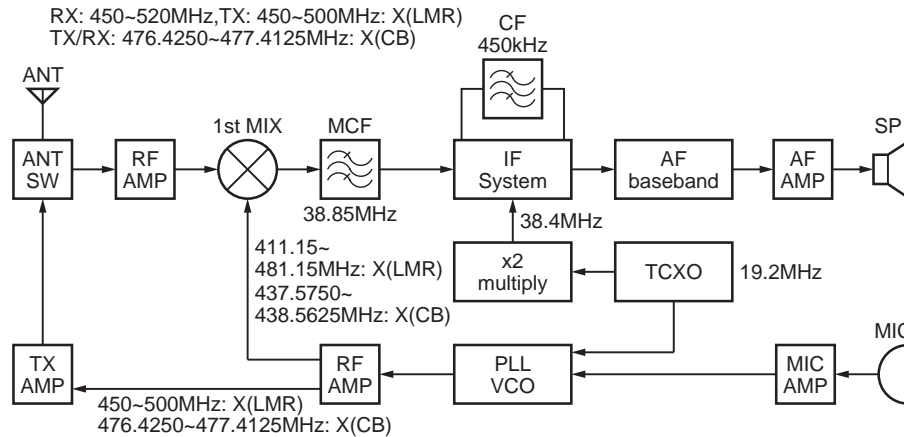 RX: 450~520MHz,TX: 450~500MHz: X(LMR)
TX/RX: 476.4250~477.4125MHz: X(CB)
CF
450kHz
ANT
1st MIX
MCF
SP
ANT
SW
RF
AMP
IF
System
AF
baseband
AF
AMP
38.85MHz
38.4MHz
411.15~
481.15MHz: X(LMR)
437.5750~
438.5625MHz: X(CB)
x2
multiply
TCXO
19.2MHz
MIC
TX
AMP
RF
AMP
PLL
VCO
MIC
AMP
450~500MHz: X(LMR)
476.4250~477.4125MHz: X(CB)